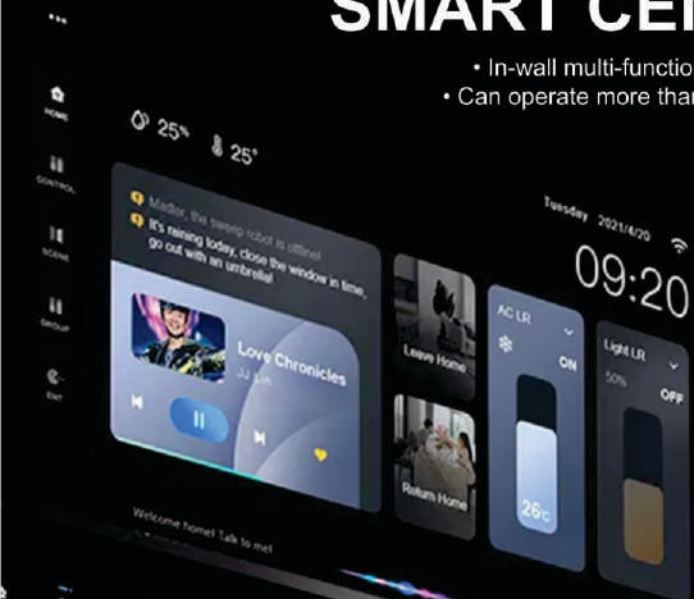 SMART CE
• In-wall multi-functio
• Can operate more than
HOME
CONTROL
SCENE
GROUP
ENT
25%
25°
Tuesday 2021/4/20
09:20
Master, the sweep robot is offline!
It's raining today, close the window in time,
go out with an umbrella!
Love Chronicles
JJ Lin
Leave Home
Return Home
AC LR
ON
26°C
Light LR
50%
OFF
Welcome home! Talk to me!